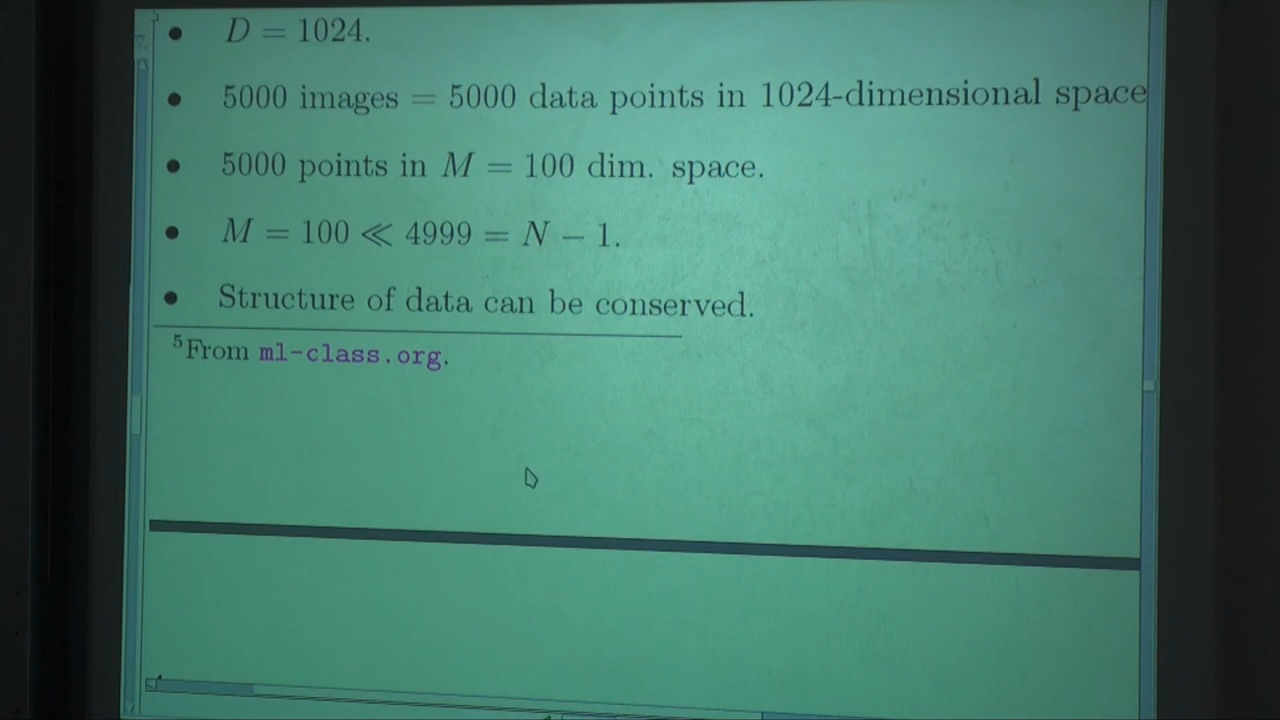 • D = 1024.
• 5000 images = 5000 data points in 1024-dimensional space
• 5000 points in M = 100 dim. space.
• M = 100 ≪ 4999 = N − 1.
• Structure of data can be conserved.
⁵From ml-class.org.